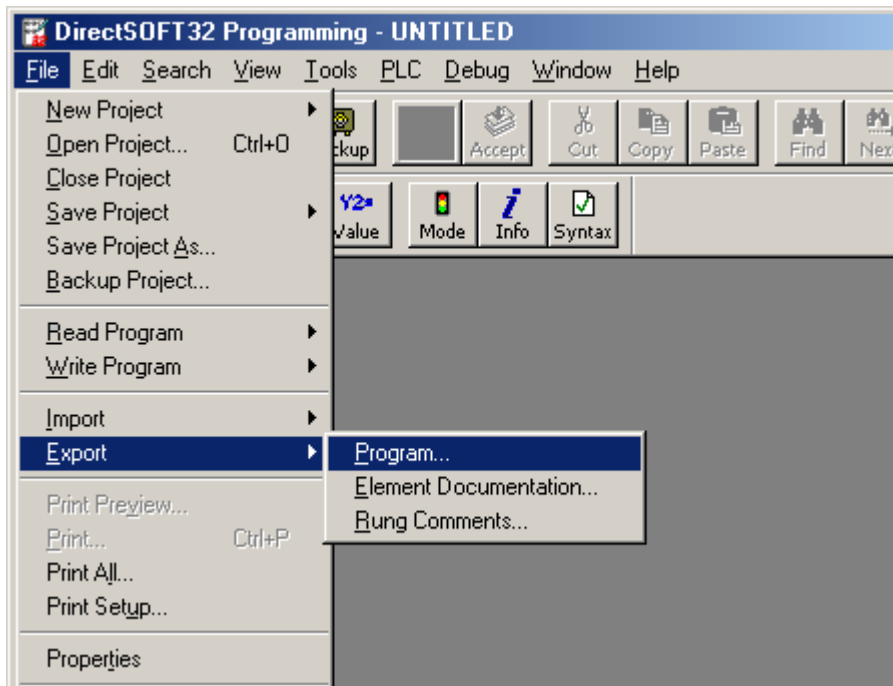 DirectSOFT32 Programming - UNTITLED
File Edit Search View Tools PLC Debug Window Help
New Project
Open Project... Ctrl+O
Close Project
Save Project
Save Project As...
Backup Project...
Read Program
Write Program
Import
Export
Print Preview...
Print... Ctrl+P
Print All...
Print Setup...
Properties
Program...
Element Documentation...
Rung Comments...
ckup Accept Cut Copy Paste Find Nex
Y2=
Value Mode Info Syntax